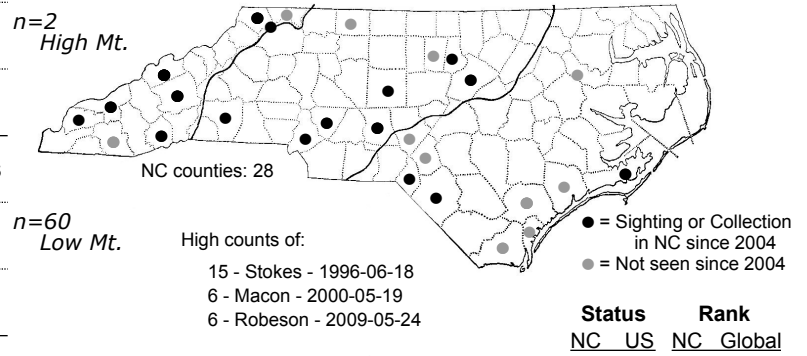 n=2
High Mt.
NC counties: 28
n=60
Low Mt.
High counts of:
15 - Stokes - 1996-06-18
6 - Macon - 2000-05-19
6 - Robeson - 2009-05-24
= Sighting or Collection
in NC since 2004
= Not seen since 2004
Status Rank
NC US NC Global